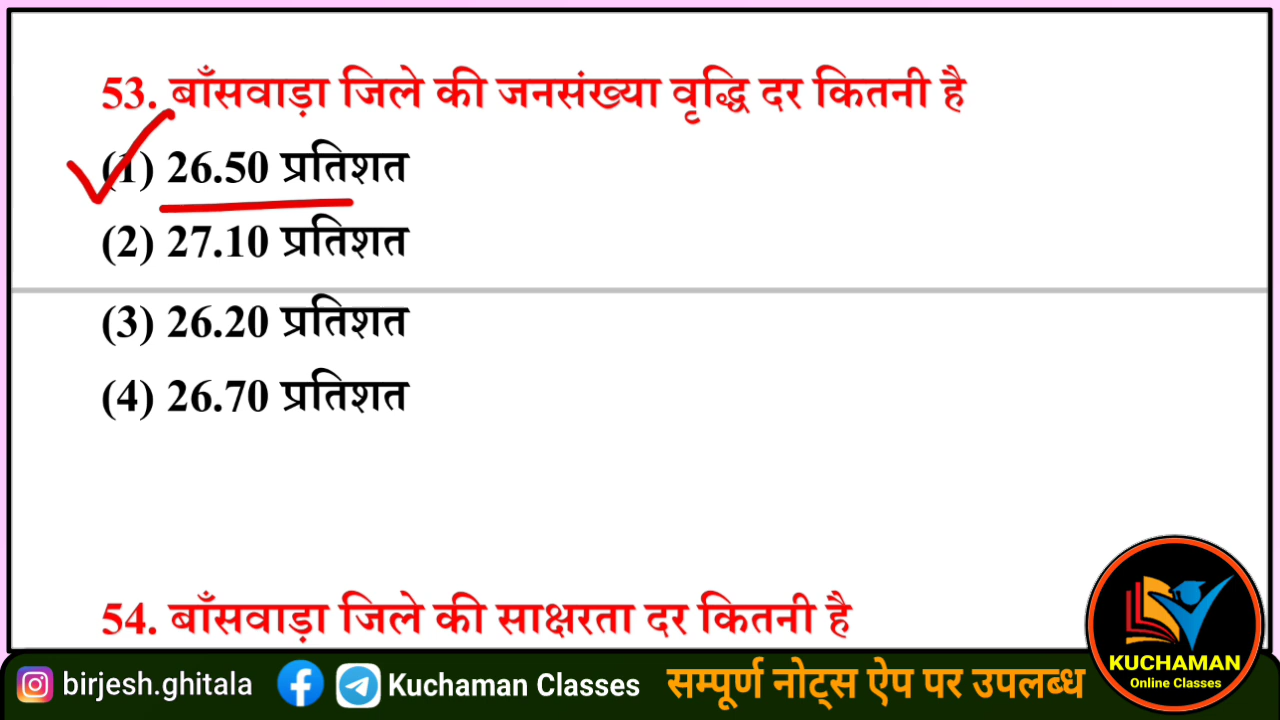 53. बाँसवाड़ा जिले की जनसंख्या वृद्धि दर कितनी है
(1) 26.50 प्रतिशत
(2) 27.10 प्रतिशत
(3) 26.20 प्रतिशत
(4) 26.70 प्रतिशत
54. बाँसवाड़ा जिले की साक्षरता दर कितनी है
KUCHAMAN
Online Classes
birjesh.ghitala
Kuchaman Classes
सम्पूर्ण नोट्स ऐप पर उपलब्ध